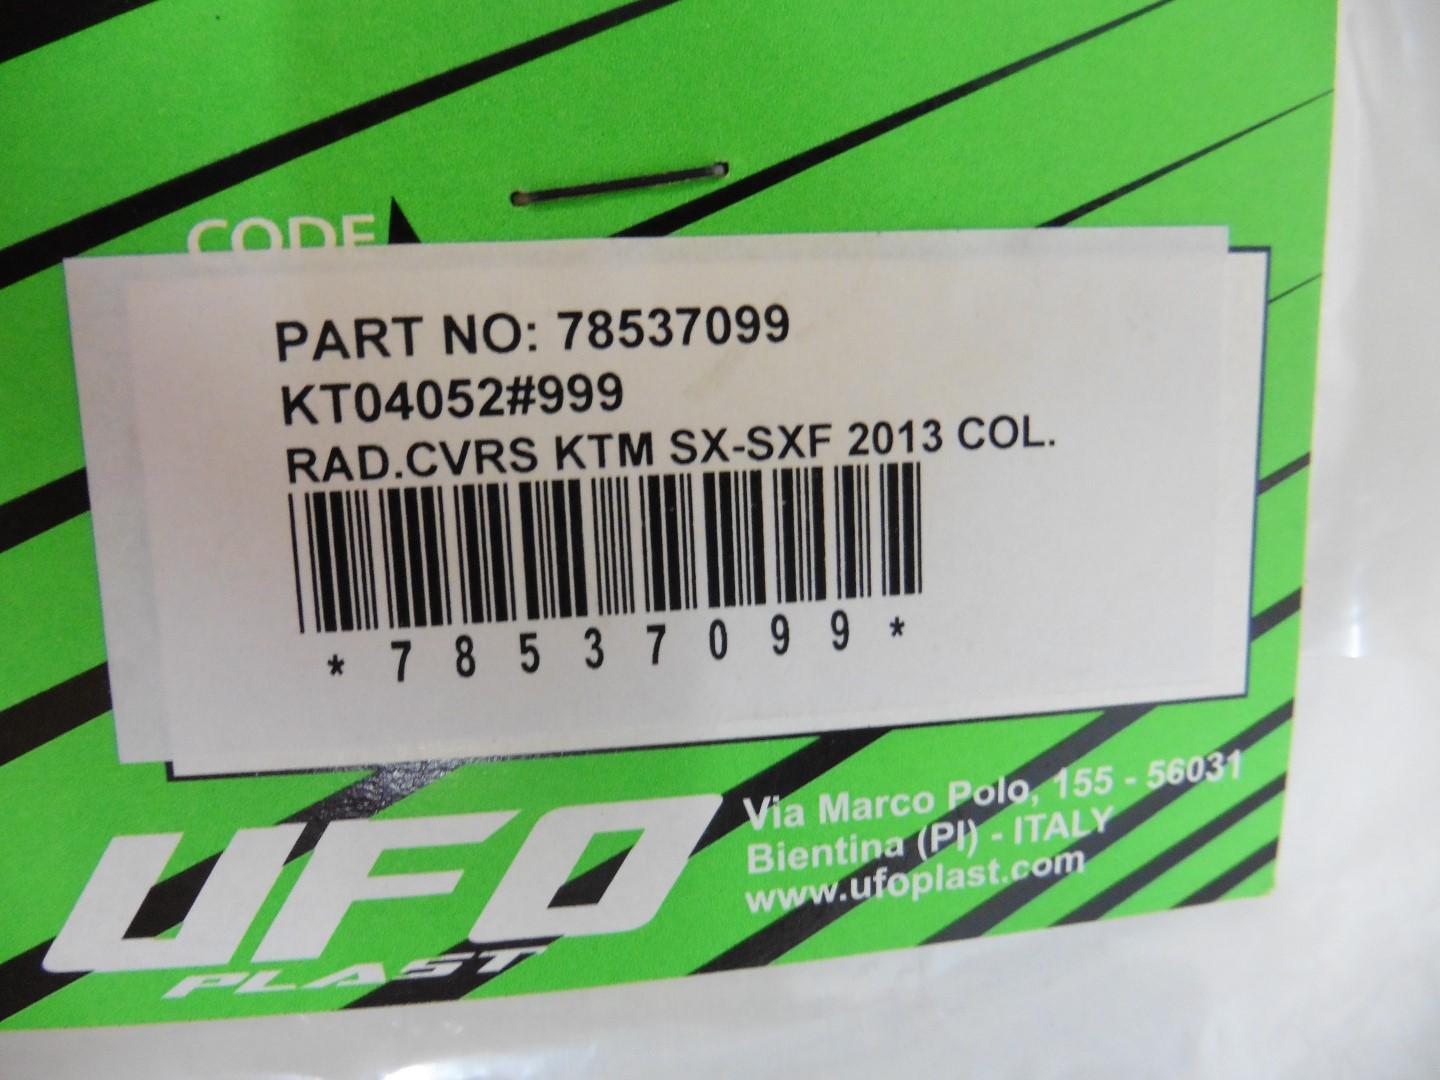 CODE
PART NO: 78537099
KT04052#999
RAD.CVRS KTM SX-SXF 2013 COL.
* 7 8 5 3 7 0 9 9 *
UFO
PLAST
Via Marco Polo, 155 - 56031
Bientina (PI) - ITALY
www.ufoplast.com